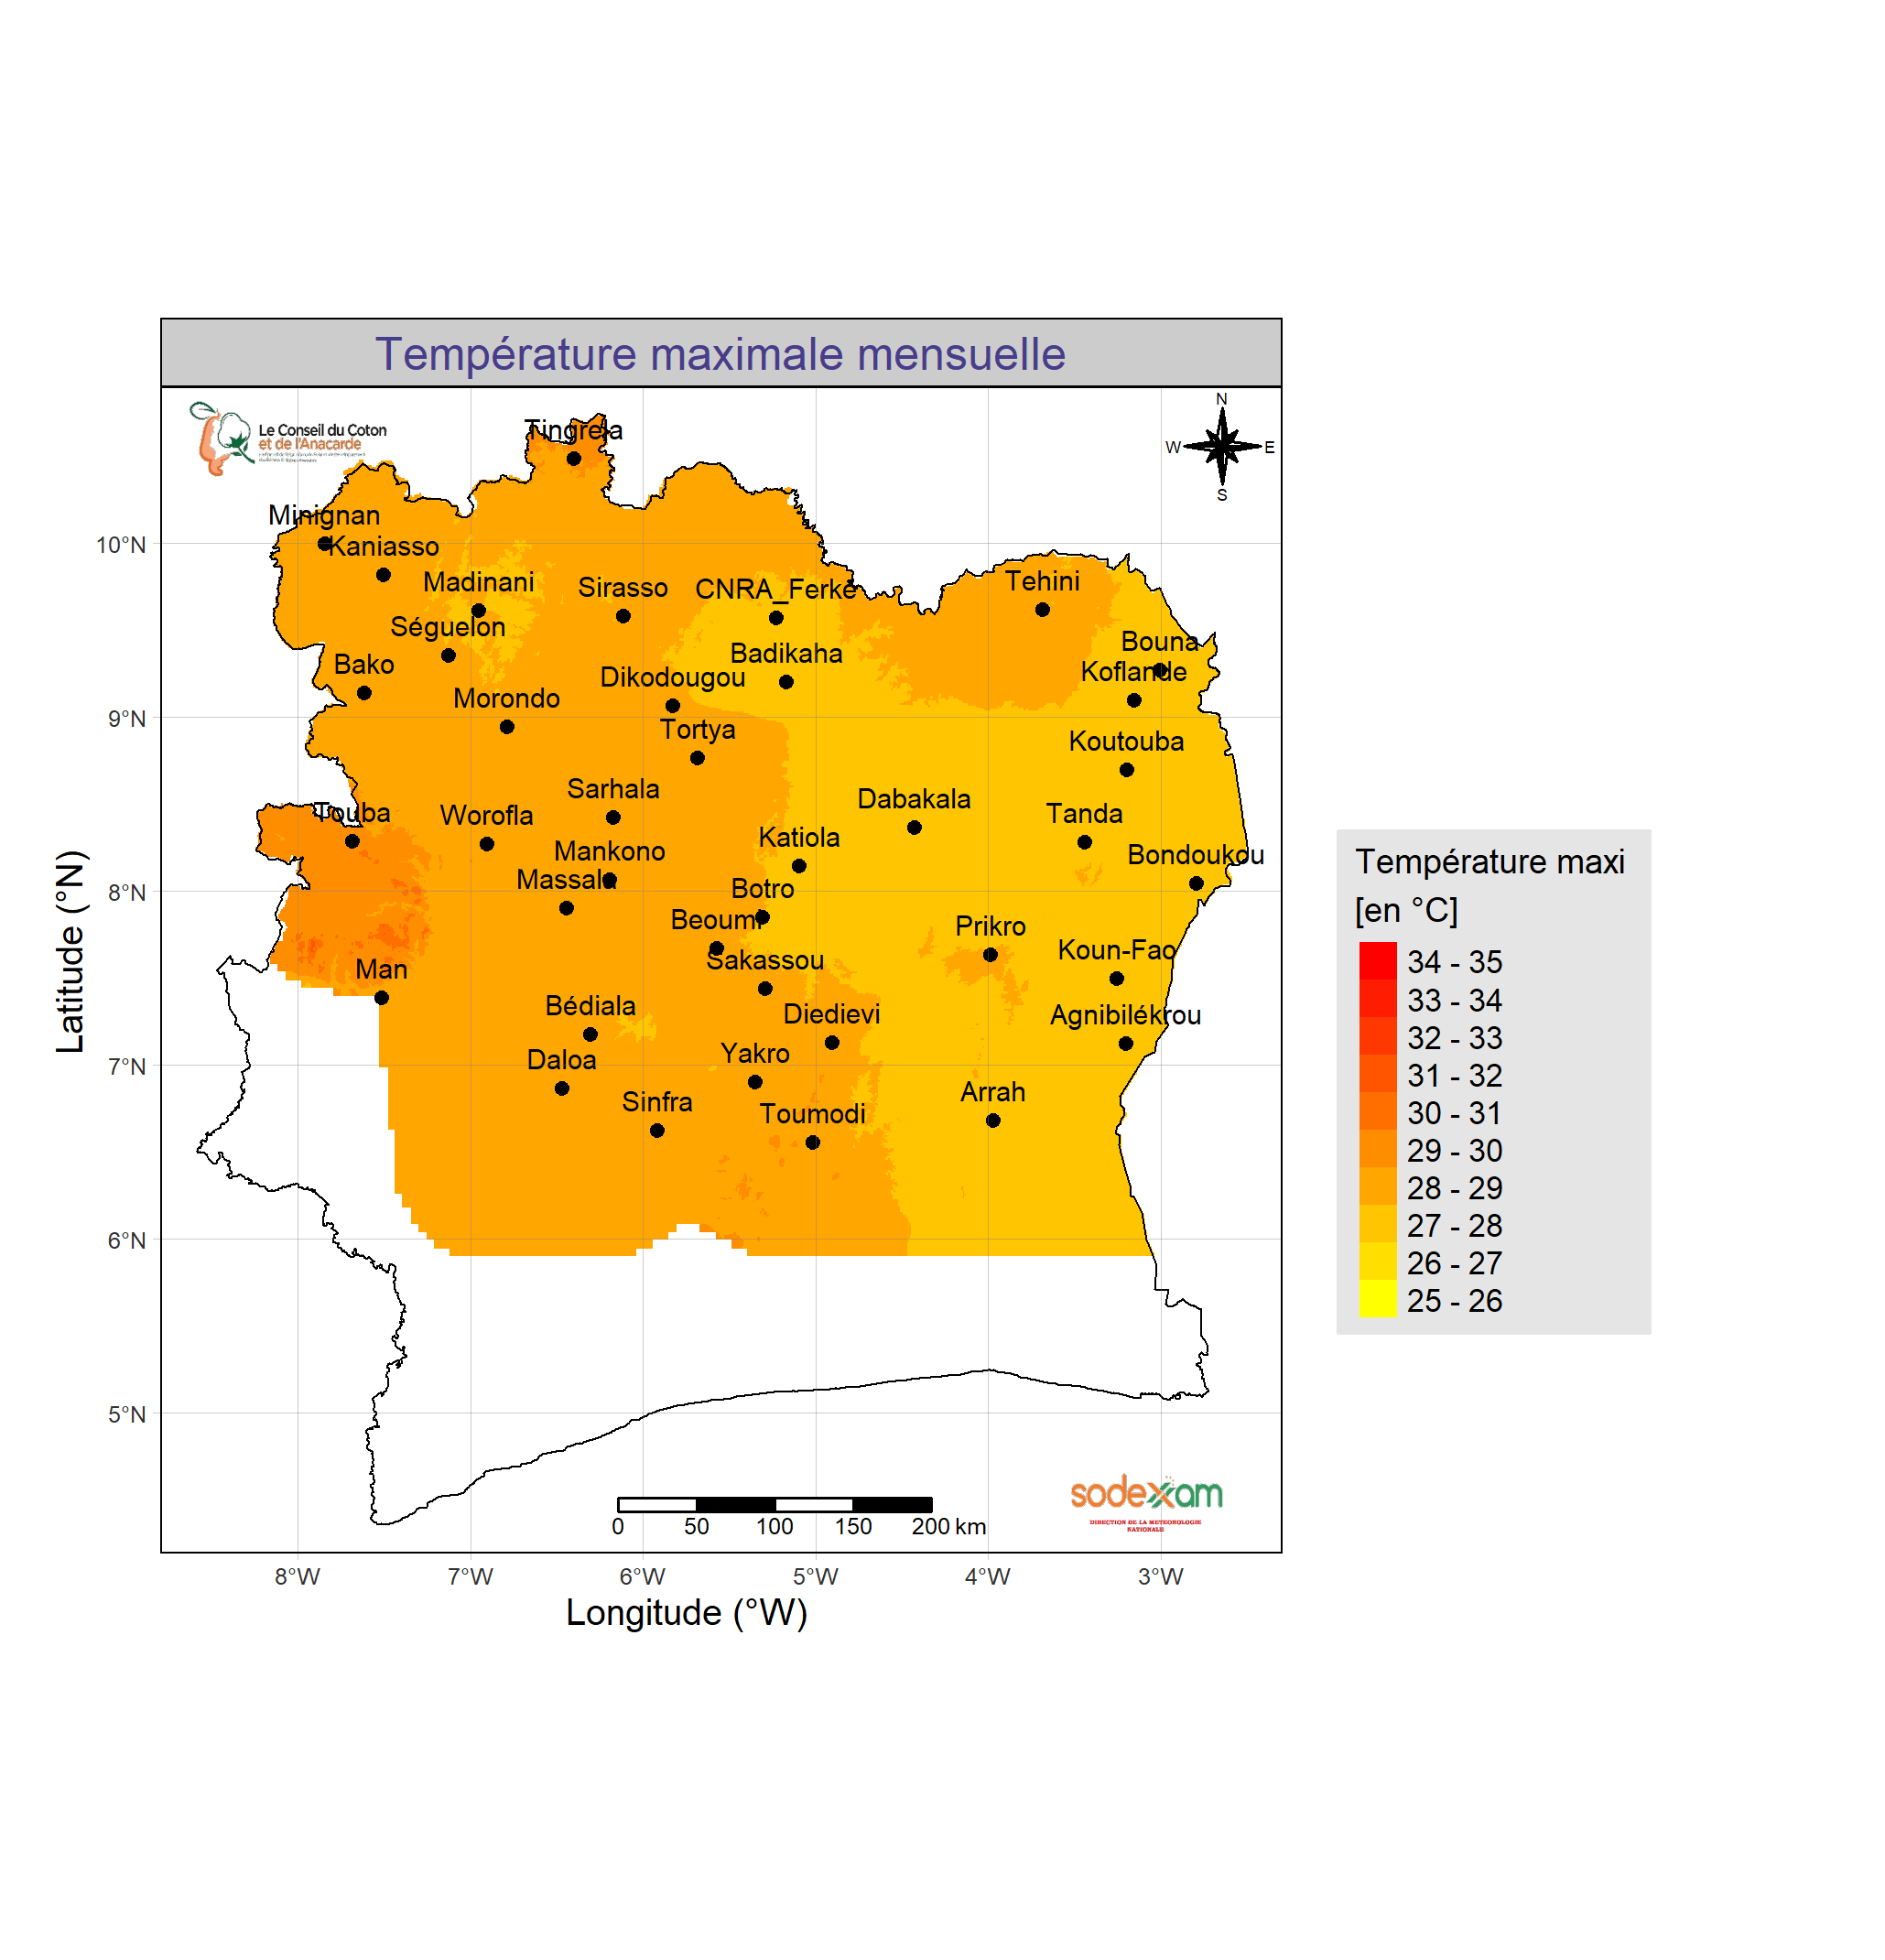 Température maximale mensuelle
Le Conseil du Coton
et de l'Anacarde
N
W
E
S
Tingrela
Minignan
Kaniasso
Madinani
Sirasso
CNRA_Ferké
Tehini
Séguelon
Bouna
Badikaha
Bako
Koflande
Dikodougou
Morondo
Tortya
Koutouba
Sarhala
Dabakala
Touba
Worofla
Tanda
Katiola
Mankono
Bondoukou
Massala
Botro
Beoumi
Prikro
Koun-Fao
Sakassou
Man
Bédiala
Diedievi
Agnibilékrou
Daloa
Yakro
Arrah
Sinfra
Toumodi
10°N
9°N
8°N
7°N
6°N
5°N
Latitude (°N)
8°W
7°W
6°W
5°W
4°W
3°W
Longitude (°W)
0
50
100
150
200 km
sodexam
DIRECTION DE LA METEOROLOGIE
NATIONALE
Température maxi
[en °C]
34 - 35
33 - 34
32 - 33
31 - 32
30 - 31
29 - 30
28 - 29
27 - 28
26 - 27
25 - 26